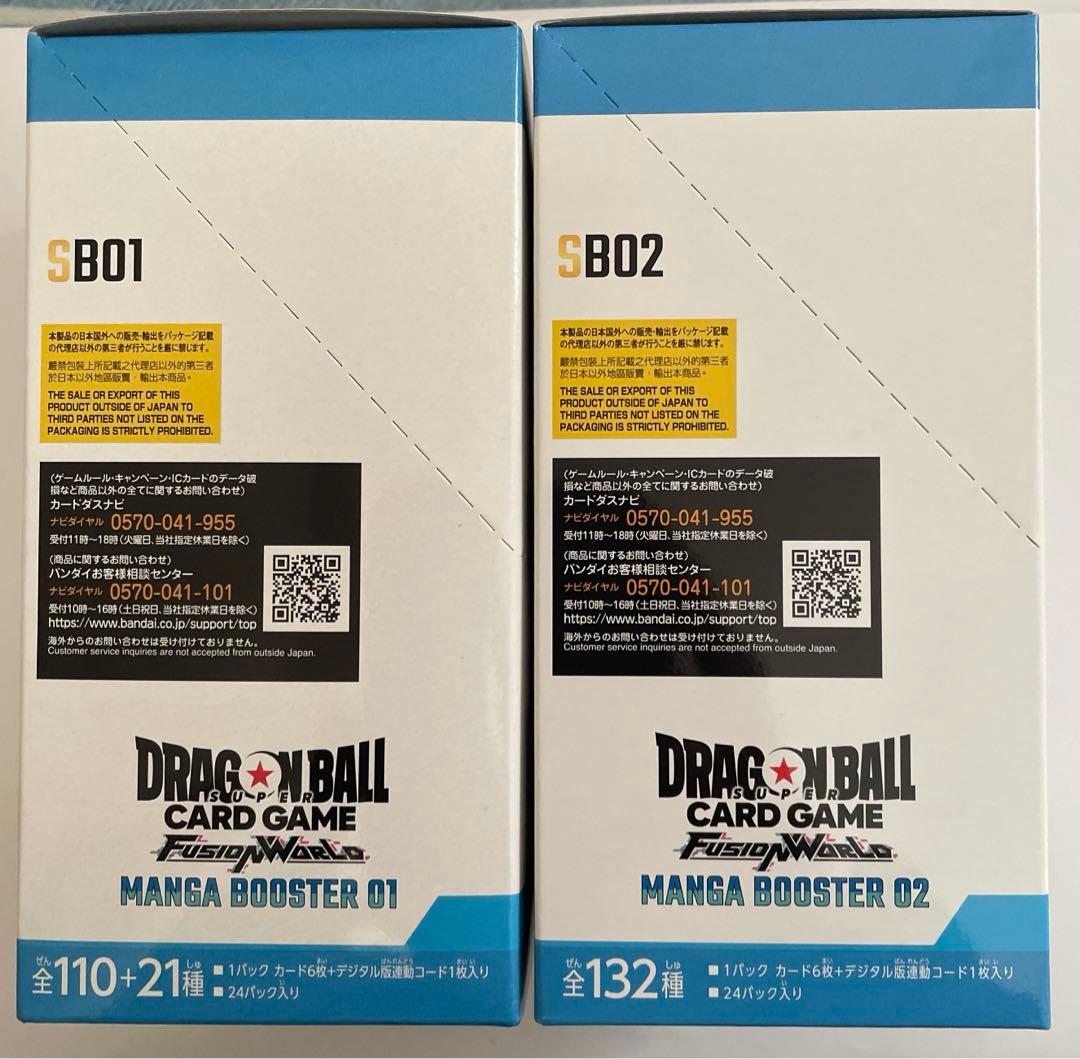 SB01
本製品の日本国外への販売・輸出をパッケージ記載
の代理店以外の第三者が行うことを厳に禁じます。
嚴禁包裝上所記載之代理店以外的第三者
於日本以外地區販賣・輸出本商品。
THE SALE OR EXPORT OF THIS
PRODUCT OUTSIDE OF JAPAN TO
THIRD PARTIES NOT LISTED ON THE
PACKAGING IS STRICTLY PROHIBITED.
(ゲームルール・キャンペーン・ICカードのデータ破
損など商品以外の全てに関するお問い合わせ)
カードダスナビ
ナビダイヤル 0570-041-955
受付11時〜18時(火曜日、当社指定休業日を除く)
(商品に関するお問い合わせ)
バンダイお客様相談センター
ナビダイヤル 0570-041-101
受付10時〜16時(土日祝日、当社指定休業日を除く)
https://www.bandai.co.jp/support/top
海外からのお問い合わせは受け付けておりません。
Customer service inquiries are not accepted from outside Japan.
DRAGON BALL
SUPER
CARD GAME
FUSION WORLD
MANGA BOOSTER 01
全110+21種
■ 1パック カード6枚+デジタル版連動コード1枚入り
■ 24パック入り
SB02
本製品の日本国外への販売・輸出をパッケージ記載
の代理店以外の第三者が行うことを厳に禁じます。
嚴禁包裝上所記載之代理店以外的第三者
於日本以外地區販賣・輸出本商品。
THE SALE OR EXPORT OF THIS
PRODUCT OUTSIDE OF JAPAN TO
THIRD PARTIES NOT LISTED ON THE
PACKAGING IS STRICTLY PROHIBITED.
(ゲームルール・キャンペーン・ICカードのデータ破
損など商品以外の全てに関するお問い合わせ)
カードダスナビ
ナビダイヤル 0570-041-955
受付11時〜18時(火曜日、当社指定休業日を除く)
(商品に関するお問い合わせ)
バンダイお客様相談センター
ナビダイヤル 0570-041-101
受付10時〜16時(土日祝日、当社指定休業日を除く)
https://www.bandai.co.jp/support/top
海外からのお問い合わせは受け付けておりません。
Customer service inquiries are not accepted from outside Japan.
DRAGON BALL
SUPER
CARD GAME
FUSION WORLD
MANGA BOOSTER 02
全132種
■ 1パック カード6枚+デジタル版連動コード1枚入り
■ 24パック入り